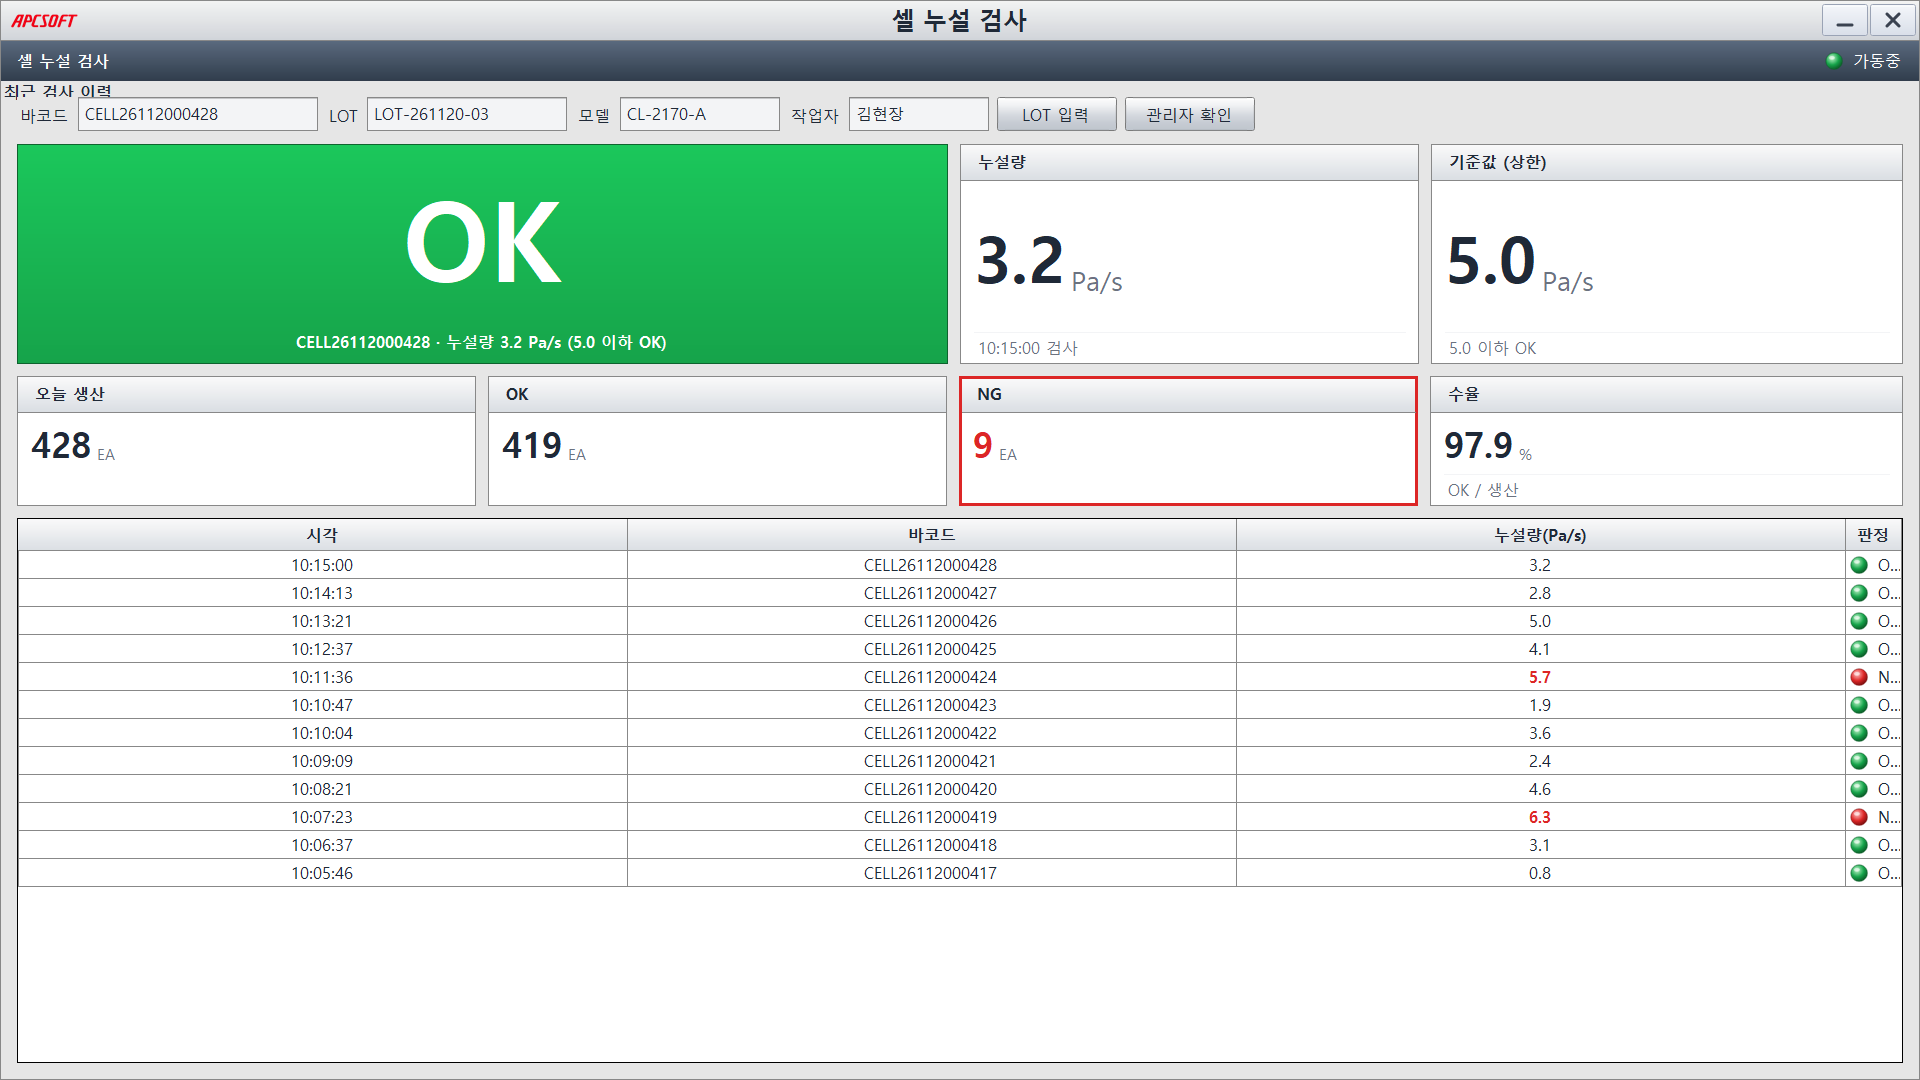 APCSOFT
셀 누설 검사
셀 누설 검사
가동중
최근 검사 이력
바코드 CELL26112000428 LOT LOT-261120-03 모델 CL-2170-A 작업자 김현장 LOT 입력 관리자 확인
OK
CELL26112000428 · 누설량 3.2 Pa/s (5.0 이하 OK)
누설량
3.2 Pa/s
10:15:00 검사
기준값 (상한)
5.0 Pa/s
5.0 이하 OK
오늘 생산
428 EA
OK
419 EA
NG
9 EA
수율
97.9 %
OK / 생산
시각 바코드 누설량(Pa/s) 판정
10:15:00 CELL26112000428 3.2 O...
10:14:13 CELL26112000427 2.8 O...
10:13:21 CELL26112000426 5.0 O...
10:12:37 CELL26112000425 4.1 O...
10:11:36 CELL26112000424 5.7 N...
10:10:47 CELL26112000423 1.9 O...
10:10:04 CELL26112000422 3.6 O...
10:09:09 CELL26112000421 2.4 O...
10:08:21 CELL26112000420 4.6 O...
10:07:23 CELL26112000419 6.3 N...
10:06:37 CELL26112000418 3.1 O...
10:05:46 CELL26112000417 0.8 O...